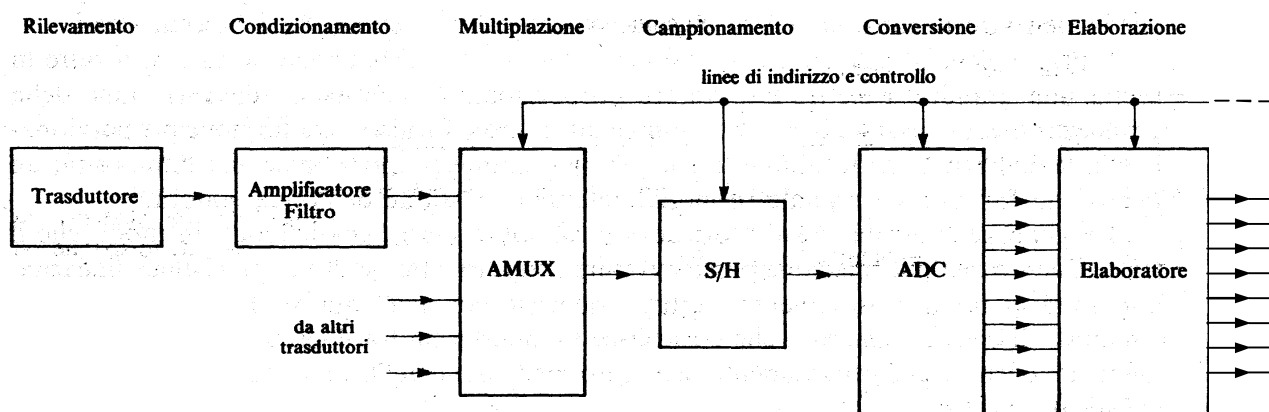 Rilevamento Condizionamento Multiplazione Campionamento Conversione Elaborazione
linee di indirizzo e controllo
Trasduttore
Amplificatore
Filtro
AMUX
S/H
ADC
Elaboratore
da altri
trasduttori